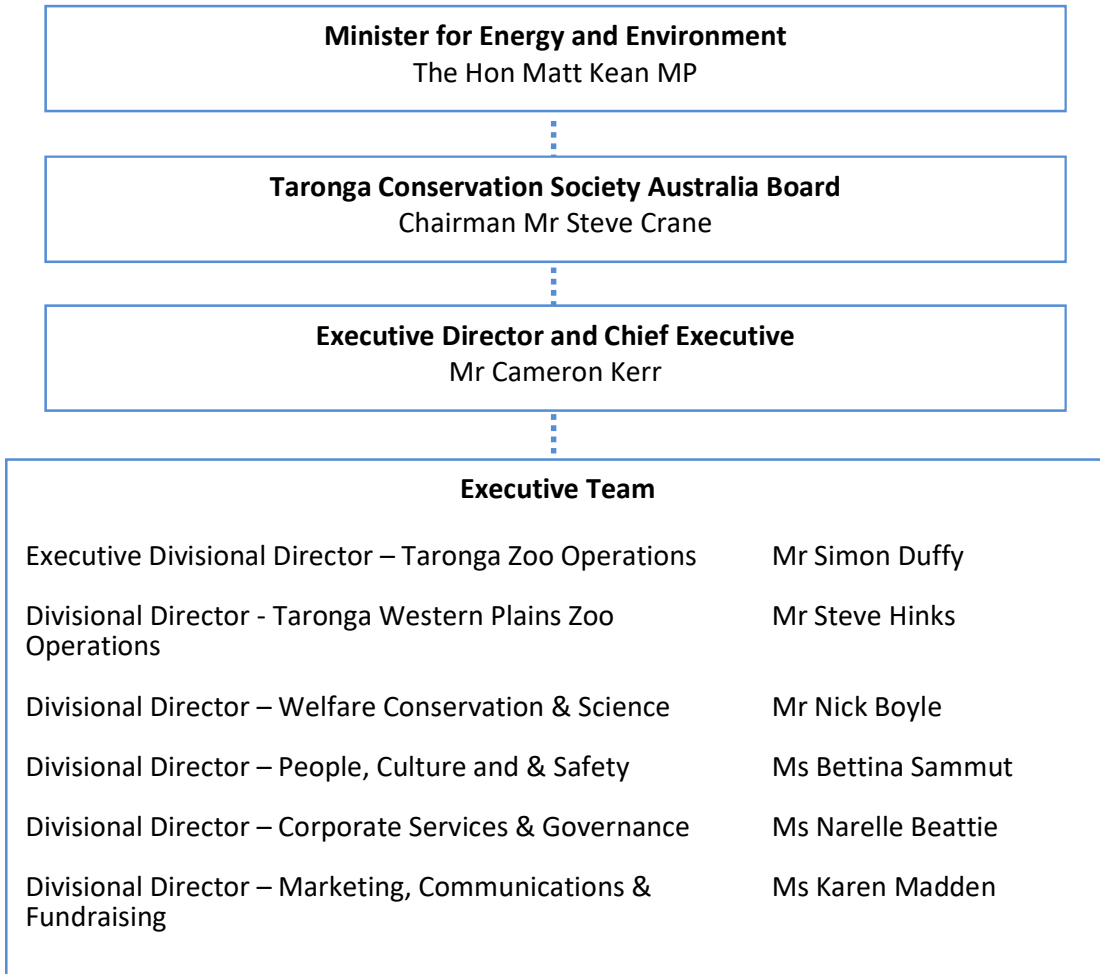 Minister for Energy and Environment
The Hon Matt Kean MP
Taronga Conservation Society Australia Board
Chairman Mr Steve Crane
Executive Director and Chief Executive
Mr Cameron Kerr
Executive Team
Executive Divisional Director – Taronga Zoo Operations Mr Simon Duffy
Divisional Director - Taronga Western Plains Zoo Mr Steve Hinks
Operations
Divisional Director – Welfare Conservation & Science Mr Nick Boyle
Divisional Director – People, Culture and & Safety Ms Bettina Sammut
Divisional Director – Corporate Services & Governance Ms Narelle Beattie
Divisional Director – Marketing, Communications & Ms Karen Madden
Fundraising